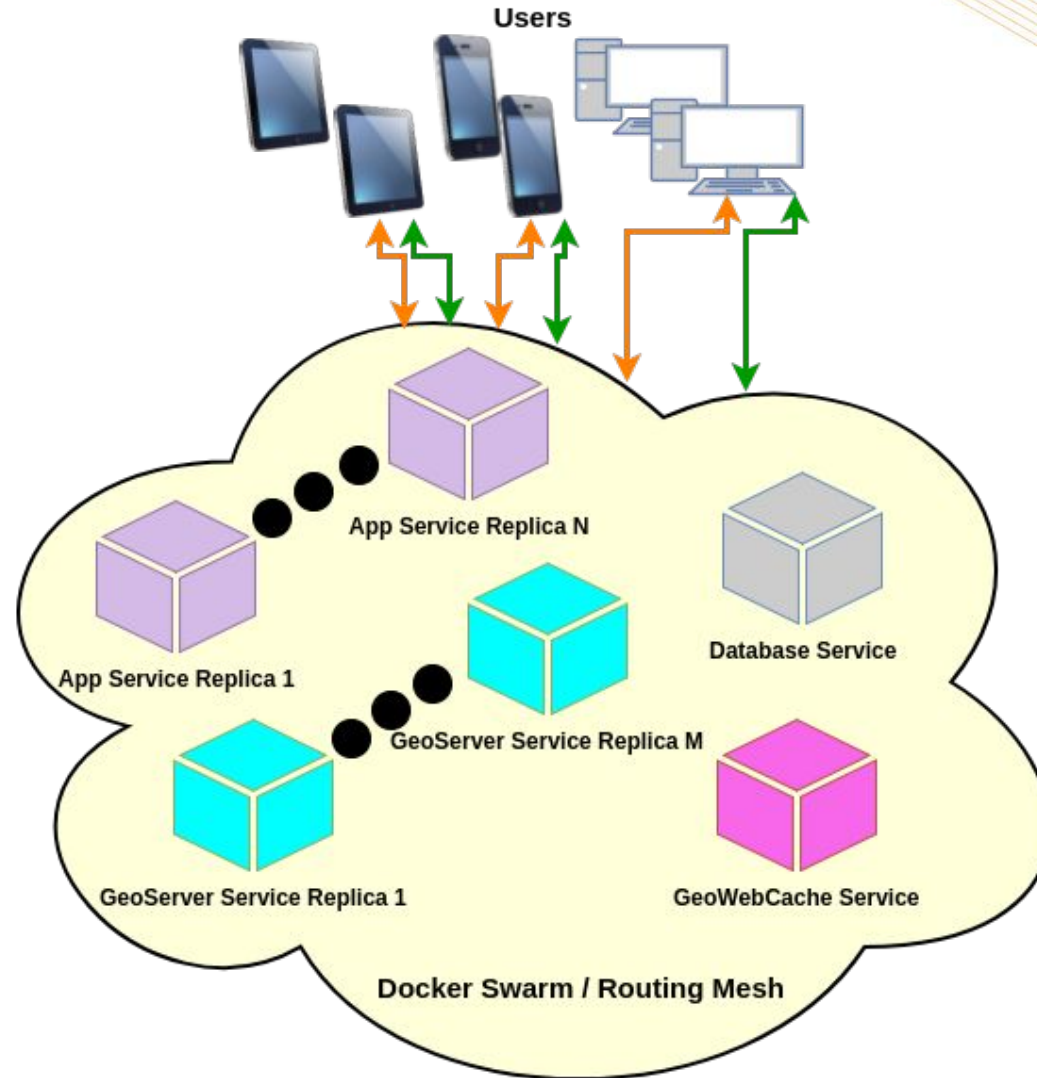 Users
App Service Replica N
App Service Replica 1
Database Service
GeoServer Service Replica M
GeoServer Service Replica 1
GeoWebCache Service
Docker Swarm / Routing Mesh